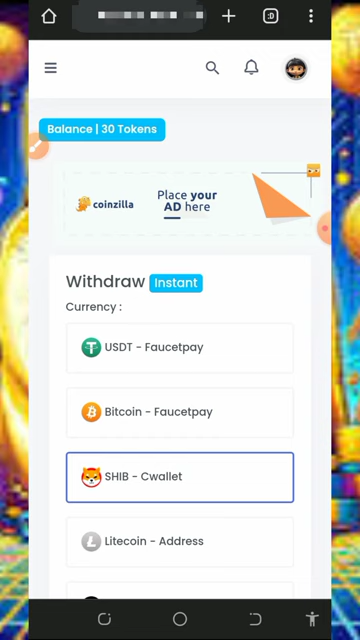 :D
Balance | 30 Tokens
coinzilla
Place your
AD here
Withdraw Instant
Currency :
USDT - Faucetpay
Bitcoin - Faucetpay
SHIB - Cwallet
Litecoin - Address